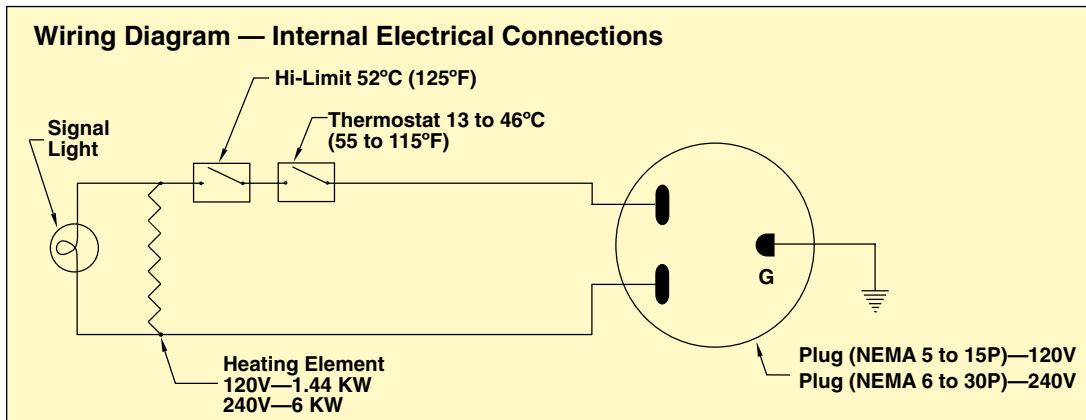 Wiring Diagram — Internal Electrical Connections
Hi-Limit 52ºC (125ºF)
Thermostat 13 to 46ºC
(55 to 115ºF)
Signal
Light
G
Heating Element
120V—1.44 KW
240V—6 KW
Plug (NEMA 5 to 15P)—120V
Plug (NEMA 6 to 30P)—240V